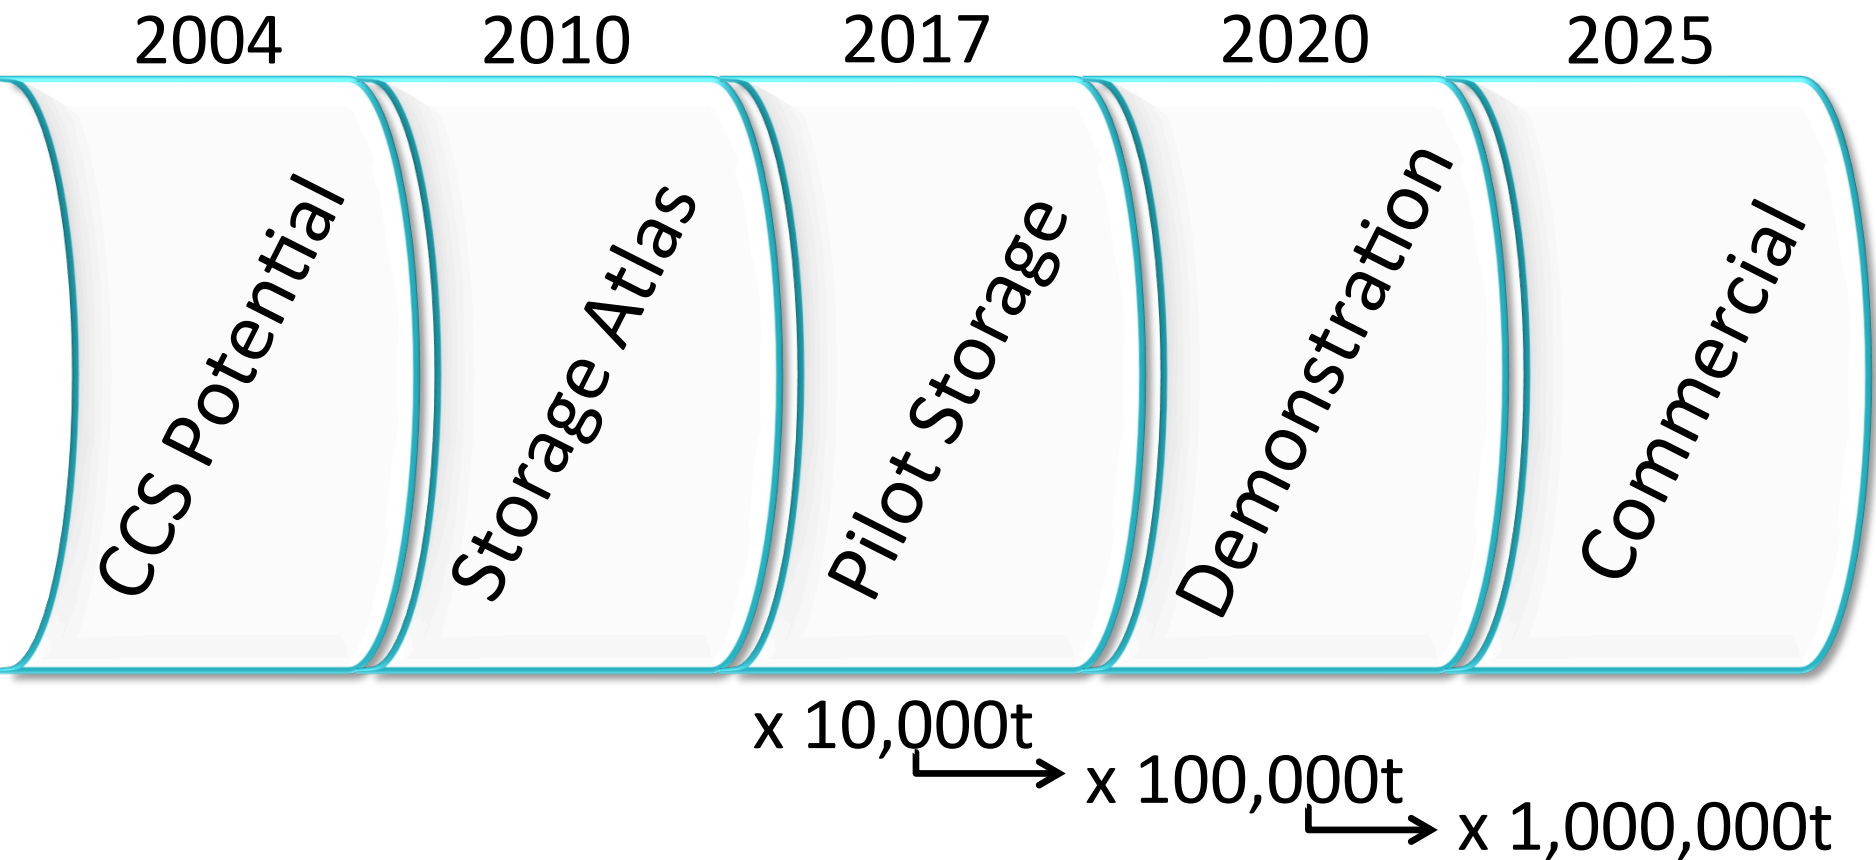 2004 2010 2017 2020 2025
CCS Potential
Storage Atlas
Pilot Storage
Demonstration
Commercial
x 10,000t
x 100,000t
x 1,000,000t